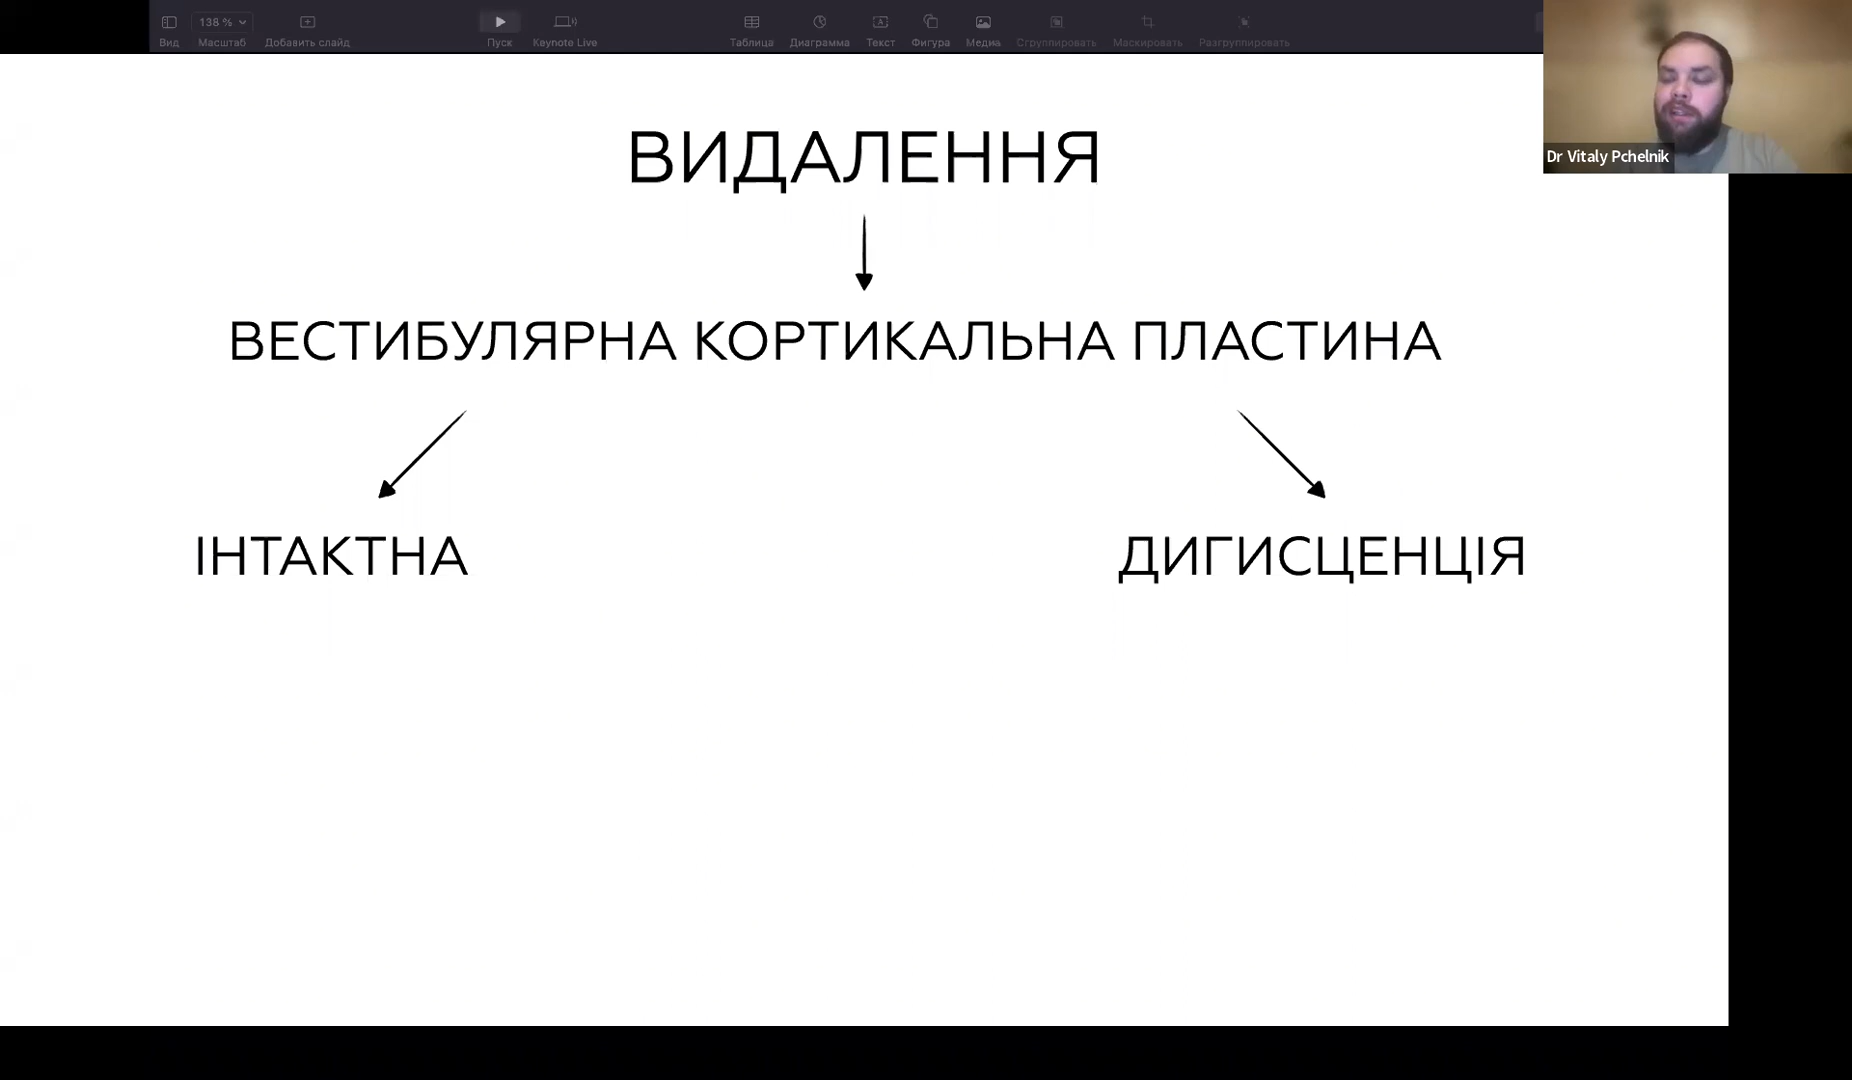 138 %
Вид Масштаб Добавить слайд Пуск Keynote Live Таблица Диаграмма Текст Фигура Медиа Сгруппировать Маскировать Разгруппировать
Dr Vitaly Pchelnik
ВИДАЛЕННЯ
ВЕСТИБУЛЯРНА КОРТИКАЛЬНА ПЛАСТИНА
ІНТАКТНА ДИГИСЦЕНЦІЯ